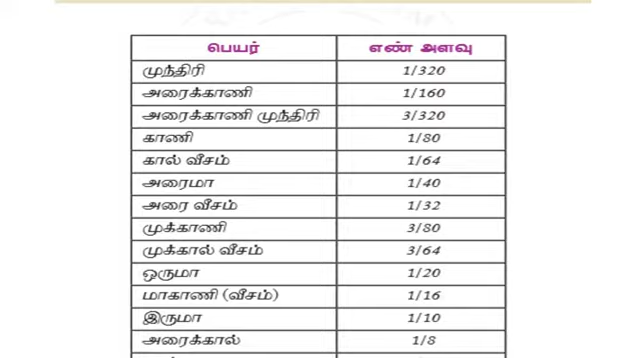 பெயர் எண் அளவு
முந்திரி 1/320
அரைக்காணி 1/160
அரைக்காணி முந்திரி 3/320
காணி 1/80
கால் வீசம் 1/64
அரைமா 1/40
அரை வீசம் 1/32
முக்காணி 3/80
முக்கால் வீசம் 3/64
ஒருமா 1/20
மாகாணி (வீசம்) 1/16
இருமா 1/10
அரைக்கால் 1/8